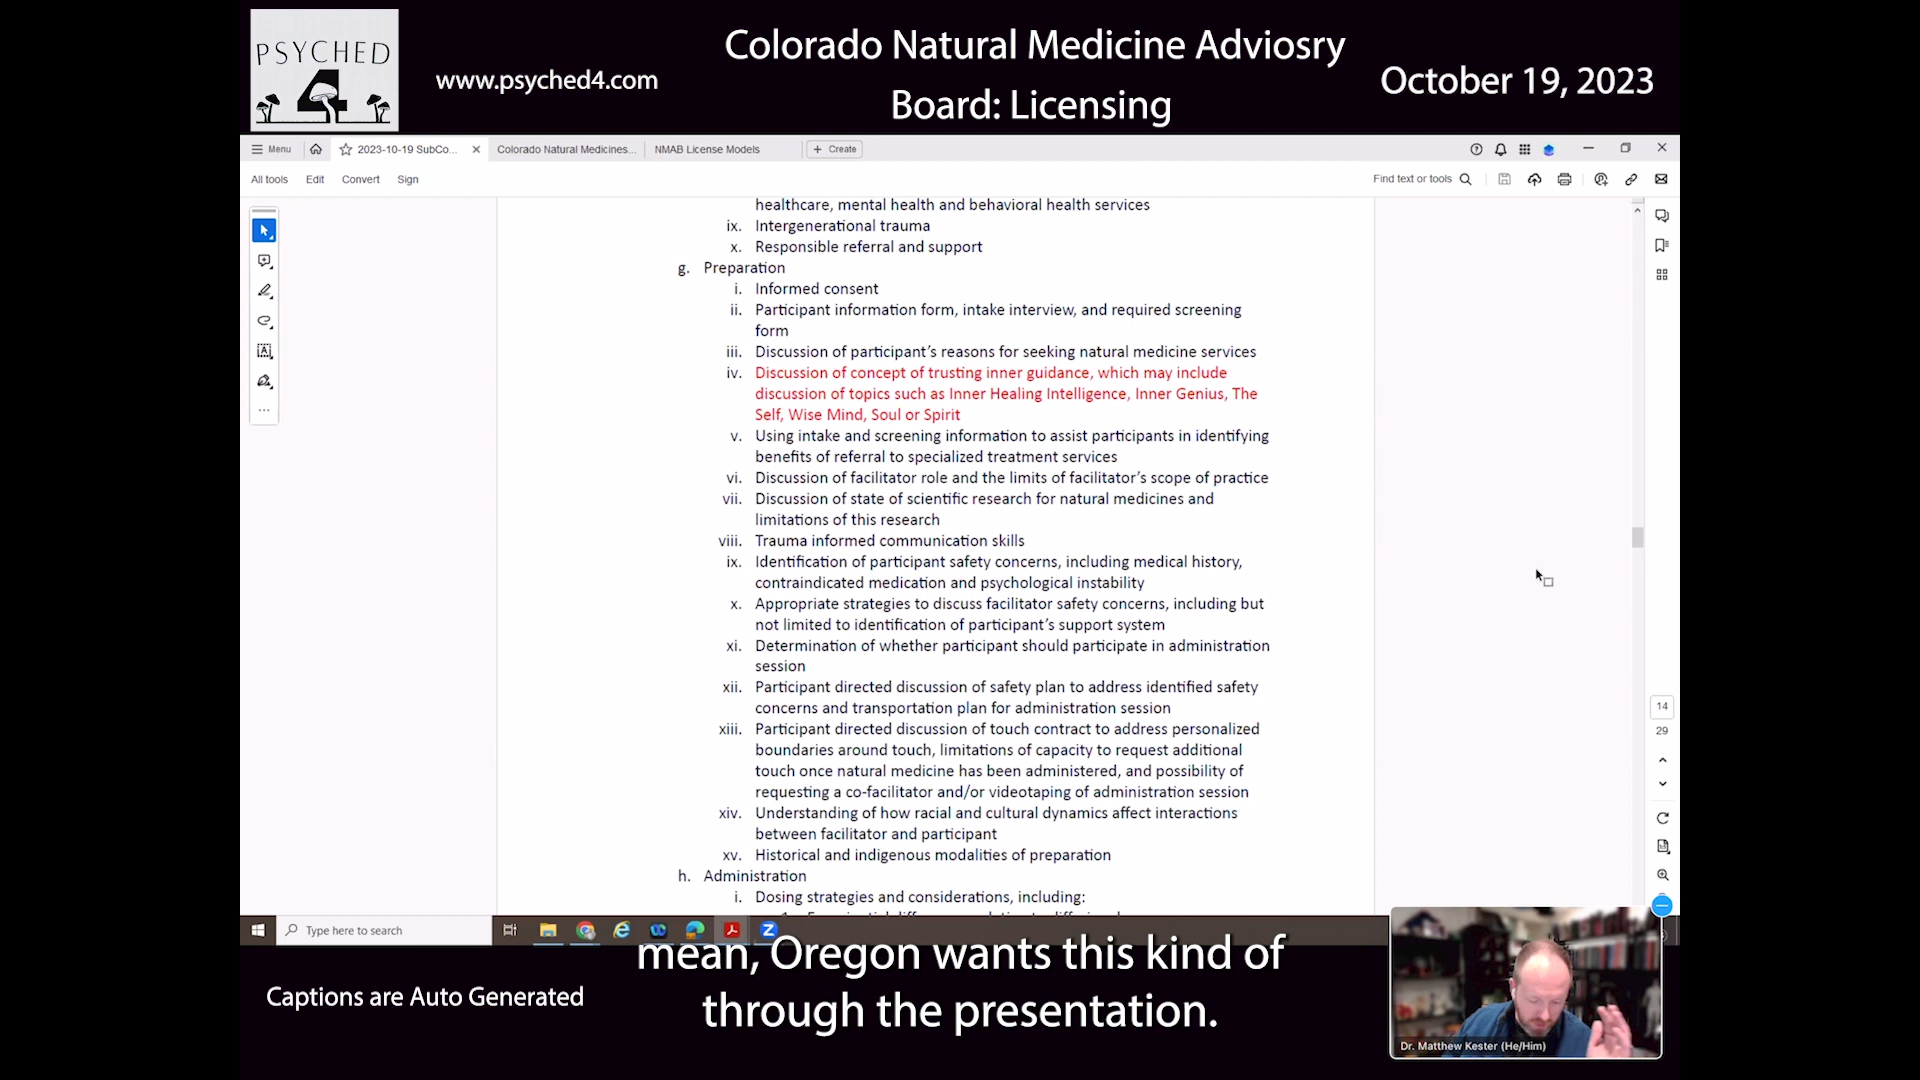 PSYCHED
4
www.psyched4.com
Colorado Natural Medicine Adviosry
Board: Licensing
October 19, 2023
Menu
2023-10-19 SubCo...
Colorado Natural Medicines...
NMAB License Models
+ Create
All tools
Edit
Convert
Sign
Find text or tools
healthcare, mental health and behavioral health services
ix. Intergenerational trauma
x. Responsible referral and support
g. Preparation
i. Informed consent
ii. Participant information form, intake interview, and required screening
form
iii. Discussion of participant's reasons for seeking natural medicine services
iv. Discussion of concept of trusting inner guidance, which may include
discussion of topics such as Inner Healing Intelligence, Inner Genius, The
Self, Wise Mind, Soul or Spirit
v. Using intake and screening information to assist participants in identifying
benefits of referral to specialized treatment services
vi. Discussion of facilitator role and the limits of facilitator's scope of practice
vii. Discussion of state of scientific research for natural medicines and
limitations of this research
viii. Trauma informed communication skills
ix. Identification of participant safety concerns, including medical history,
contraindicated medication and psychological instability
x. Appropriate strategies to discuss facilitator safety concerns, including but
not limited to identification of participant's support system
xi. Determination of whether participant should participate in administration
session
xii. Participant directed discussion of safety plan to address identified safety
concerns and transportation plan for administration session
xiii. Participant directed discussion of touch contract to address personalized
boundaries around touch, limitations of capacity to request additional
touch once natural medicine has been administered, and possibility of
requesting a co-facilitator and/or videotaping of administration session
xiv. Understanding of how racial and cultural dynamics affect interactions
between facilitator and participant
xv. Historical and indigenous modalities of preparation
h. Administration
i. Dosing strategies and considerations, including:
14
29
Type here to search
mean, Oregon wants this kind of
through the presentation.
Captions are Auto Generated
Dr. Matthew Kester (He/Him)